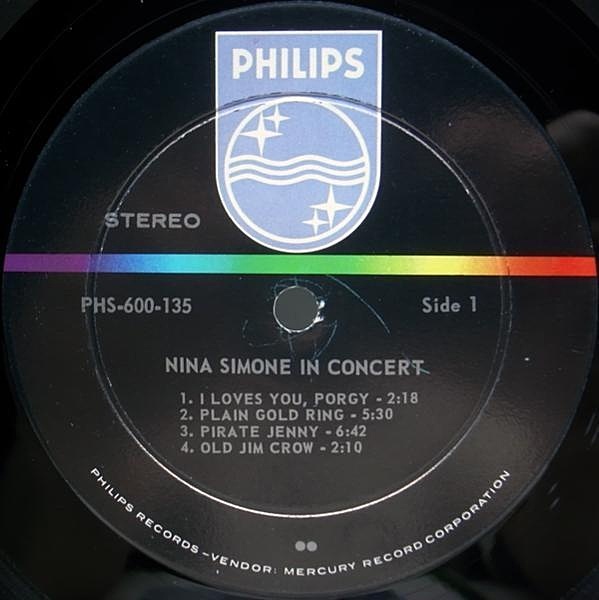 PHILIPS
STEREO
PHS-600-135
Side 1
NINA SIMONE IN CONCERT
1. I LOVES YOU, PORGY - 2:18
2. PLAIN GOLD RING - 5:30
3. PIRATE JENNY - 6:42
4. OLD JIM CROW - 2:10
PHILIPS RECORDS - VENDOR: MERCURY RECORD CORPORATION